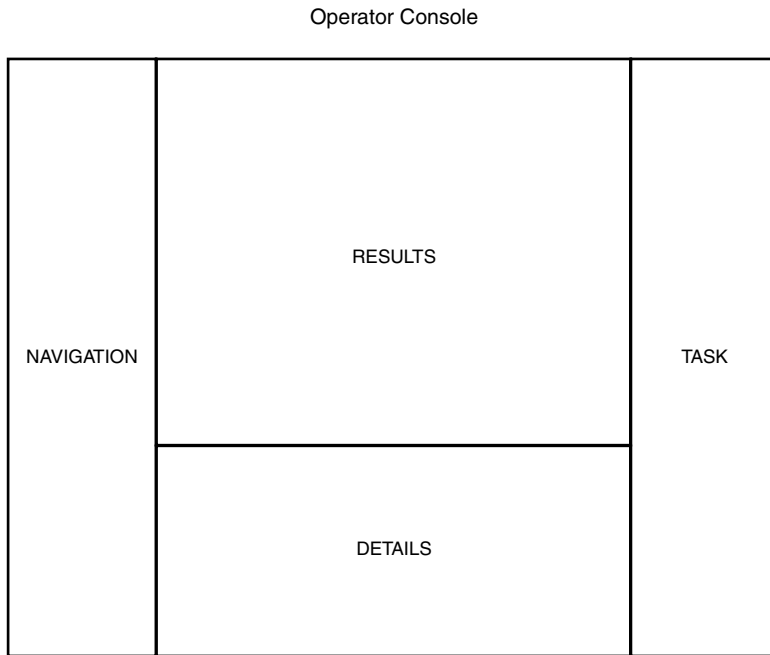 Operator Console
RESULTS
NAVIGATION
TASK
DETAILS